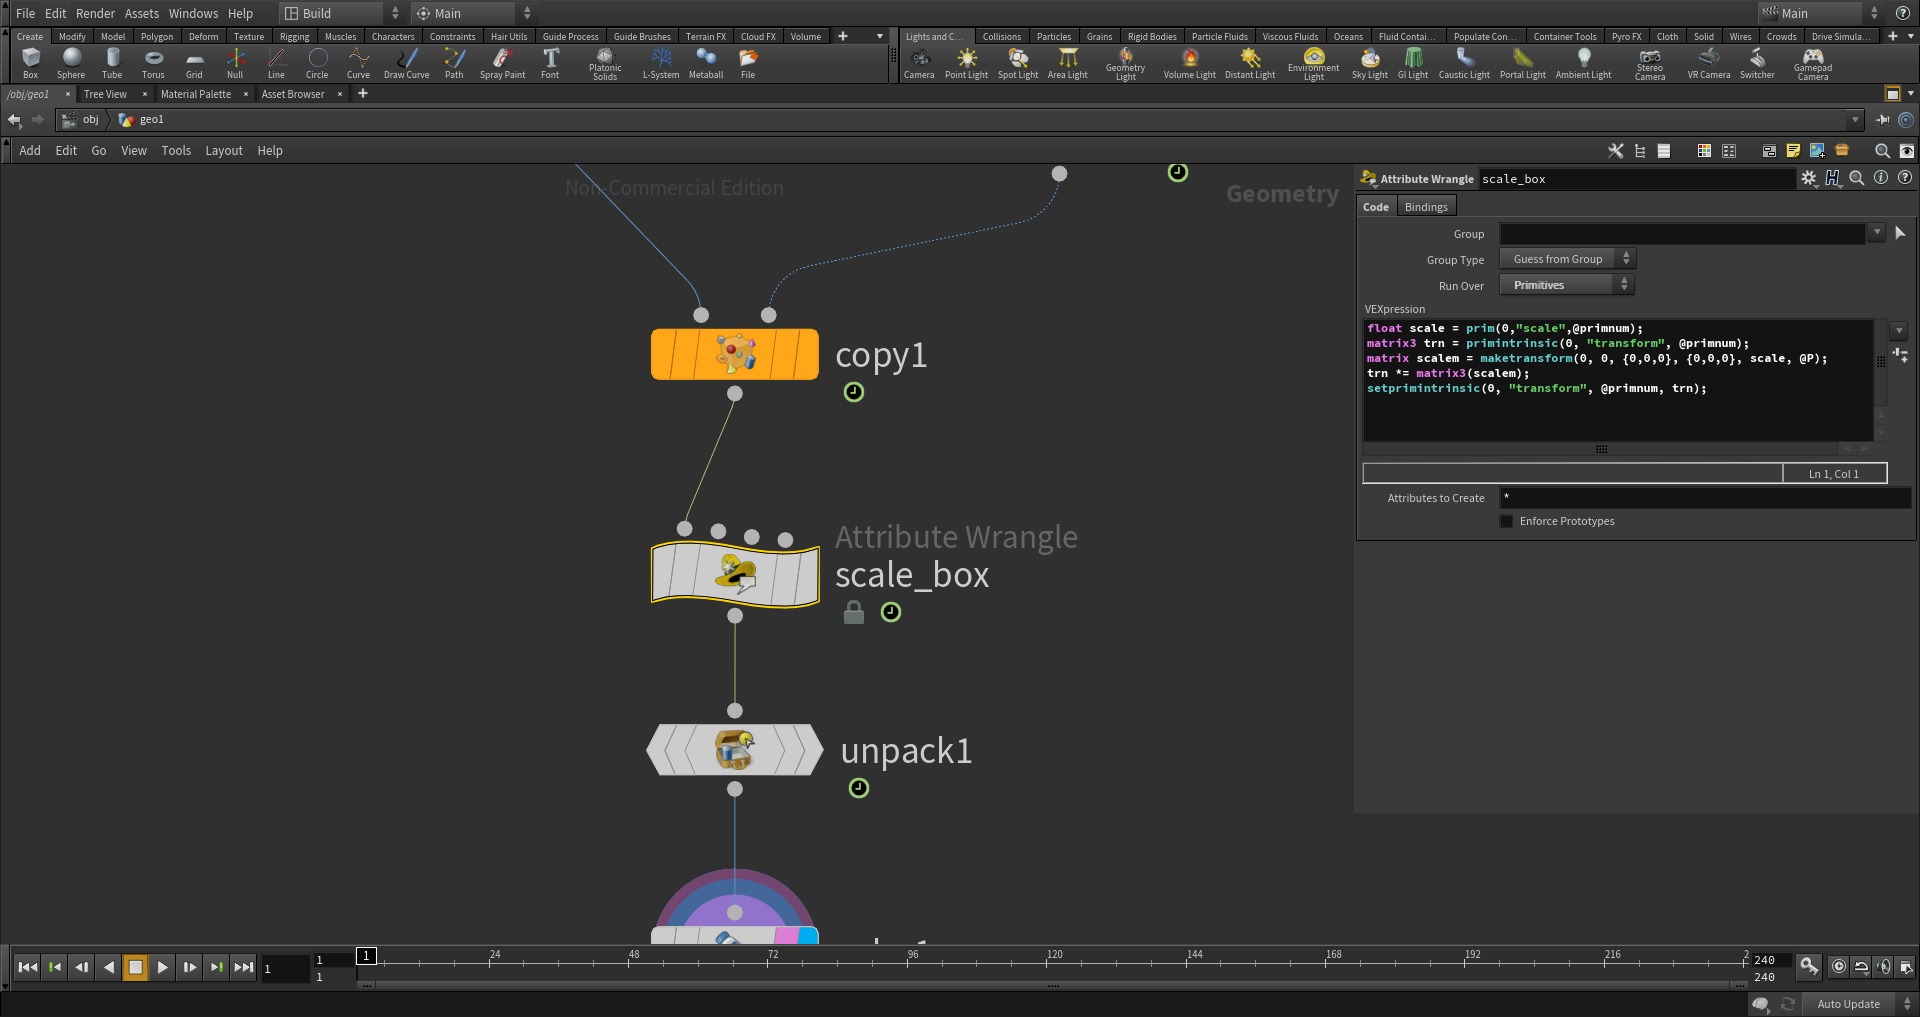 File Edit Render Assets Windows Help Build Main Main
Create Modify Model Polygon Deform Texture Rigging Muscles Characters Constraints Hair Utils Guide Process Guide Brushes Terrain FX Cloud FX Volume
Lights and C... Collisions Particles Grains Rigid Bodies Particle Fluids Viscous Fluids Oceans Fluid Contai... Populate Con... Container Tools Pyro FX Cloth Solid Wires Crowds Drive Simula...
Box Sphere Tube Torus Grid Null Line Circle Curve Draw Curve Path Spray Paint Font Platonic Solids L-System Metaball File
Camera Point Light Spot Light Area Light Geometry Light Volume Light Distant Light Environment Light Sky Light GI Light Caustic Light Portal Light Ambient Light Stereo Camera VR Camera Switcher Gamepad Camera
/obj/geo1 Tree View Material Palette Asset Browser
obj geo1
Add Edit Go View Tools Layout Help
Non-Commercial Edition
Geometry
copy1
Attribute Wrangle
scale_box
unpack1
Attribute Wrangle scale_box
Code Bindings
Group
Group Type Guess from Group
Run Over Primitives
VEXpression
float scale = prim(0,"scale",@primnum);
matrix3 trn = primintrinsic(0, "transform", @primnum);
matrix scalem = maketransform(0, 0, {0,0,0}, {0,0,0}, scale, @P);
trn *= matrix3(scalem);
setprimintrinsic(0, "transform", @primnum, trn);
Ln 1, Col 1
Attributes to Create *
Enforce Prototypes
1 1 1 1 24 48 72 96 120 144 168 192 216 2 240
240
Auto Update